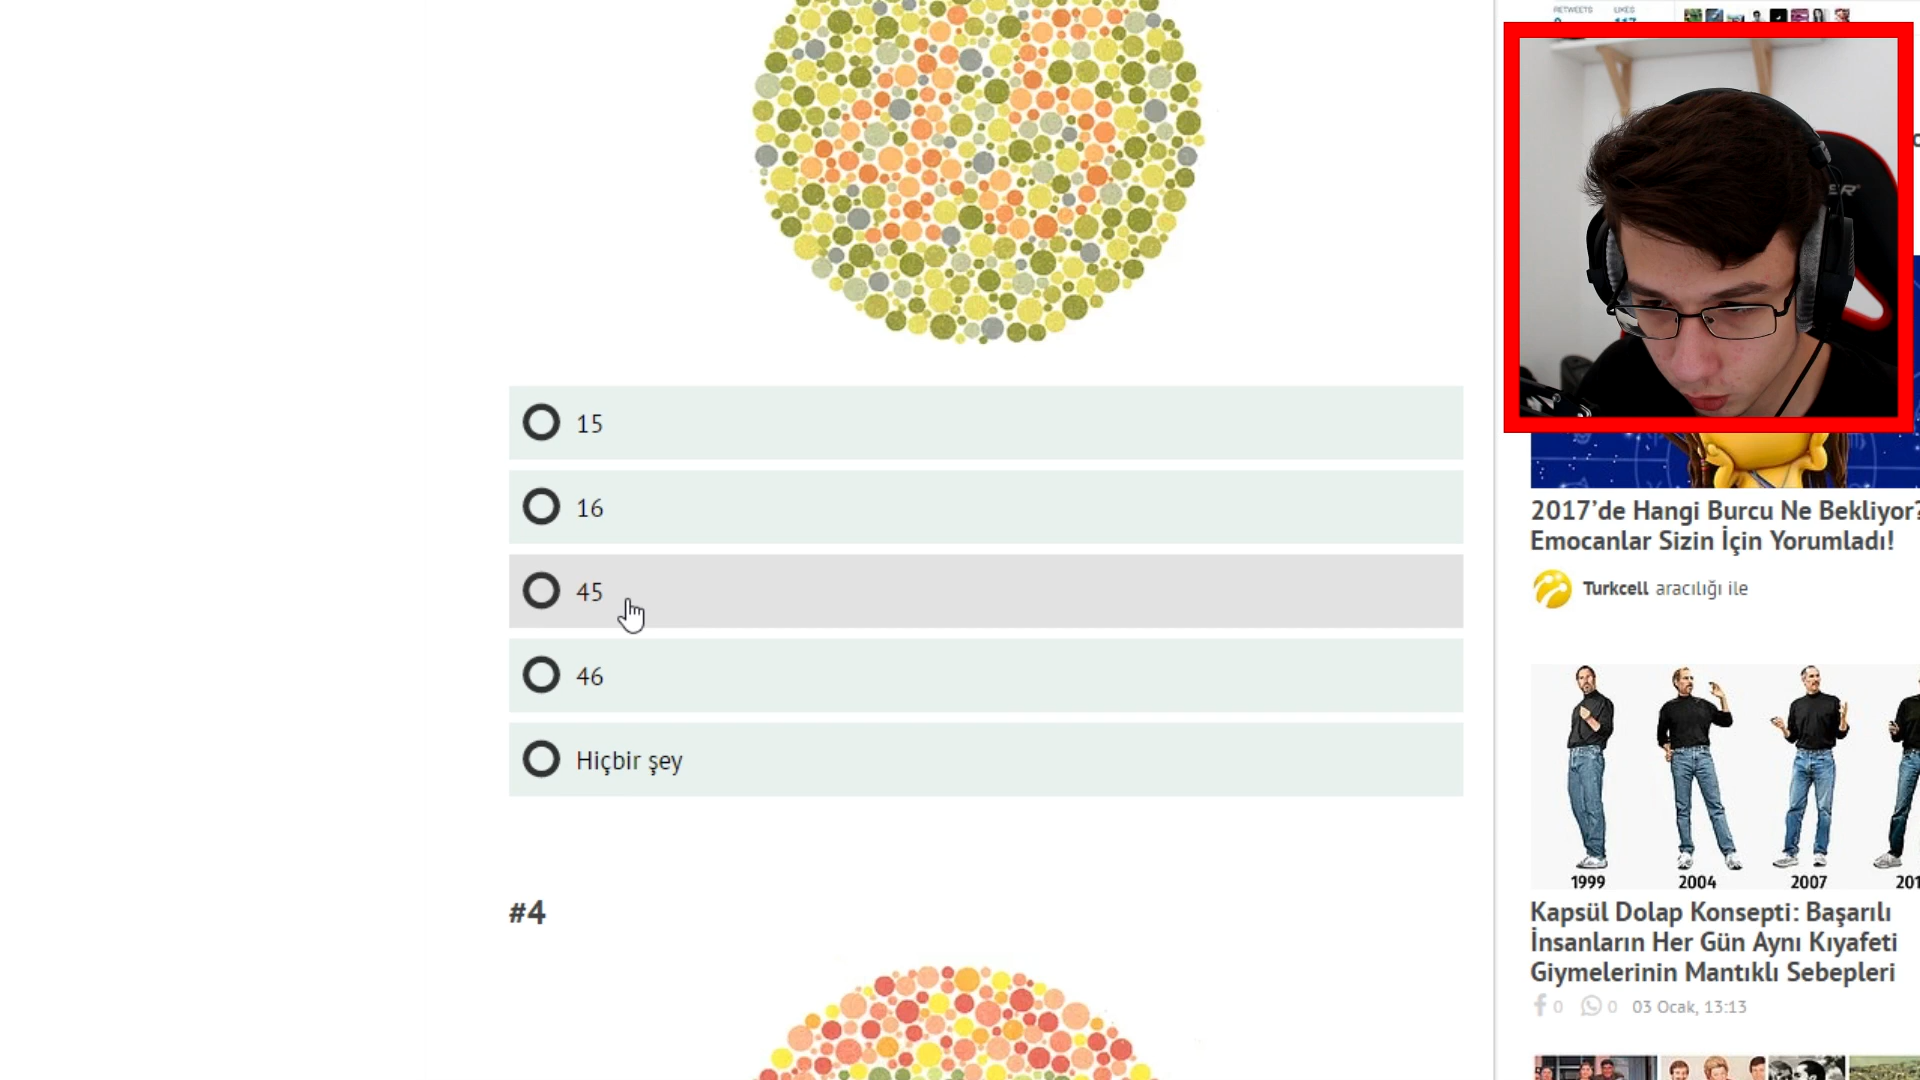 RETWEETS LIKES
15
16
45
46
Hiçbir şey
#4
2017'de Hangi Burcu Ne Bekliyor?
Emocanlar Sizin İçin Yorumladı!
Turkcell aracılığı ile
1999 2004 2007
Kapsül Dolap Konsepti: Başarılı
İnsanların Her Gün Aynı Kıyafeti
Giymelerinin Mantıklı Sebepleri
0 0 03 Ocak, 13:13